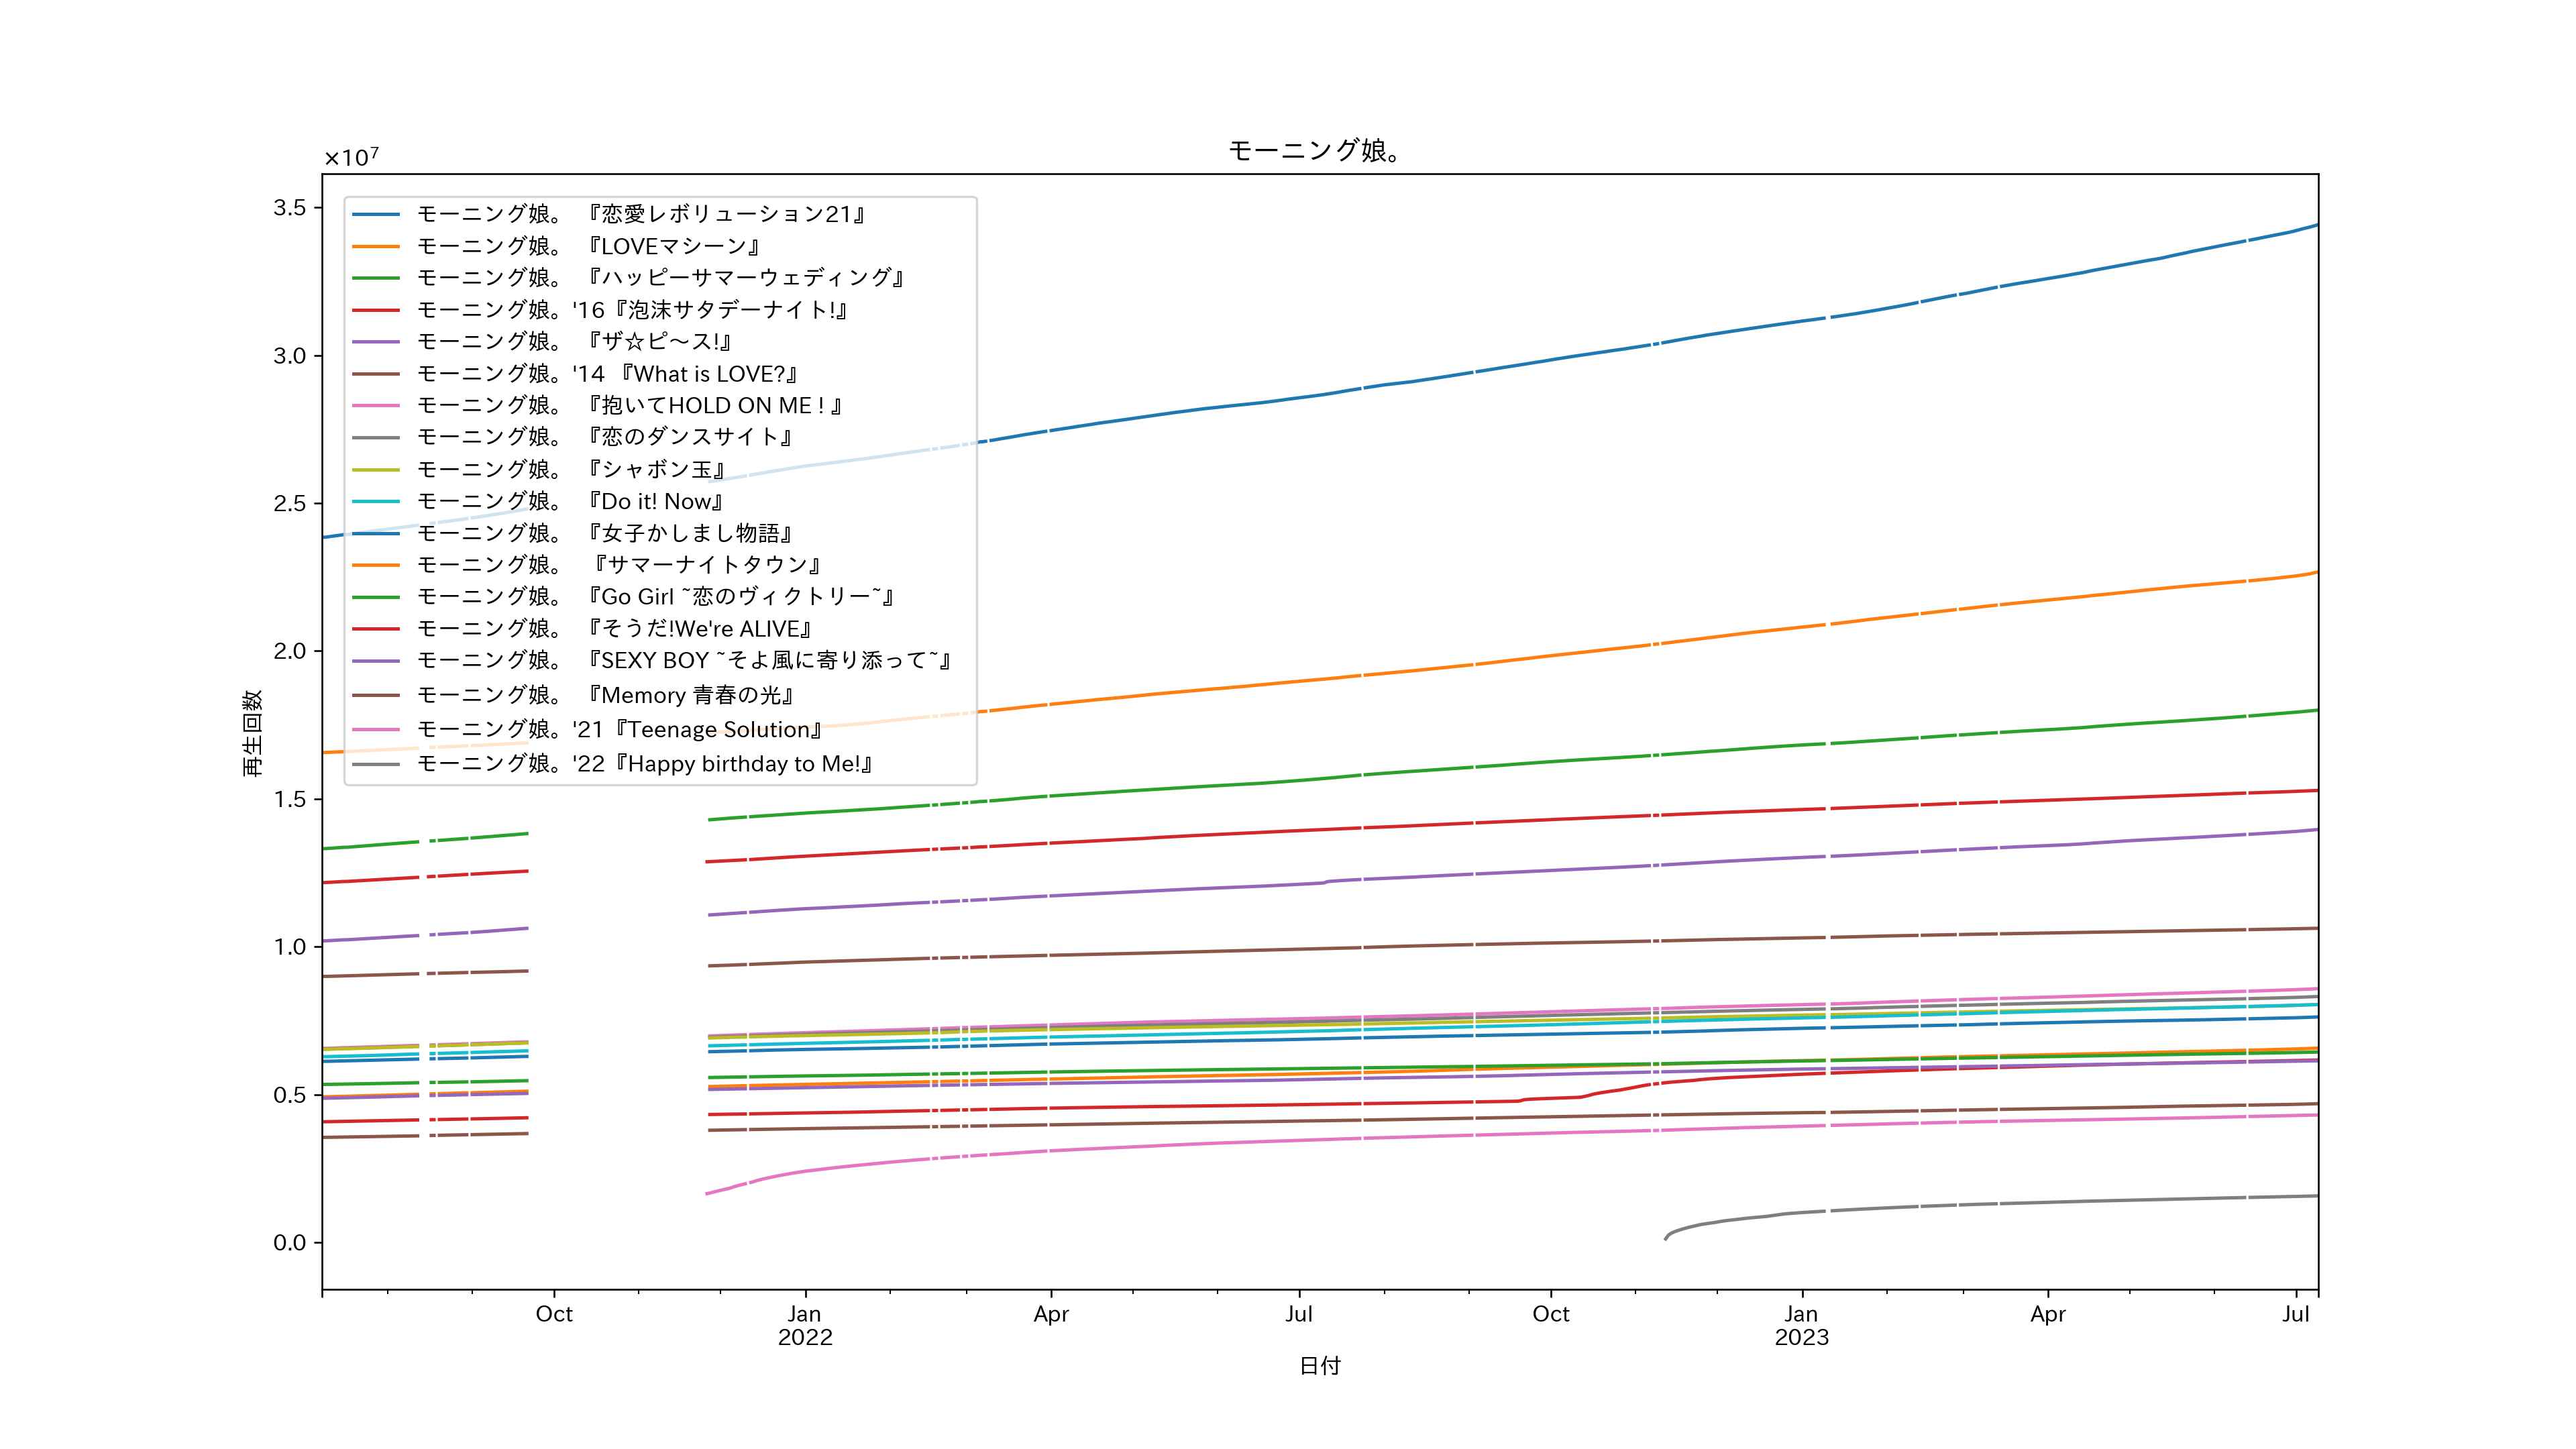 モーニング娘。
×10⁷
3.5
3.0
2.5
2.0
1.5
1.0
0.5
0.0
再生回数
モーニング娘。 『恋愛レボリューション21』
モーニング娘。 『LOVEマシーン』
モーニング娘。 『ハッピーサマーウェディング』
モーニング娘。'16『泡沫サタデーナイト!』
モーニング娘。 『ザ☆ピ〜ス!』
モーニング娘。'14 『What is LOVE?』
モーニング娘。 『抱いてHOLD ON ME ! 』
モーニング娘。 『恋のダンスサイト』
モーニング娘。 『シャボン玉』
モーニング娘。 『Do it! Now』
モーニング娘。 『女子かしまし物語』
モーニング娘。 『サマーナイトタウン』
モーニング娘。 『Go Girl ~恋のヴィクトリー~』
モーニング娘。 『そうだ!We're ALIVE』
モーニング娘。 『SEXY BOY ~そよ風に寄り添って~』
モーニング娘。 『Memory 青春の光』
モーニング娘。'21『Teenage Solution』
モーニング娘。'22『Happy birthday to Me!』
Oct Jan Apr Jul Oct Jan Apr Jul
2022 2023
日付